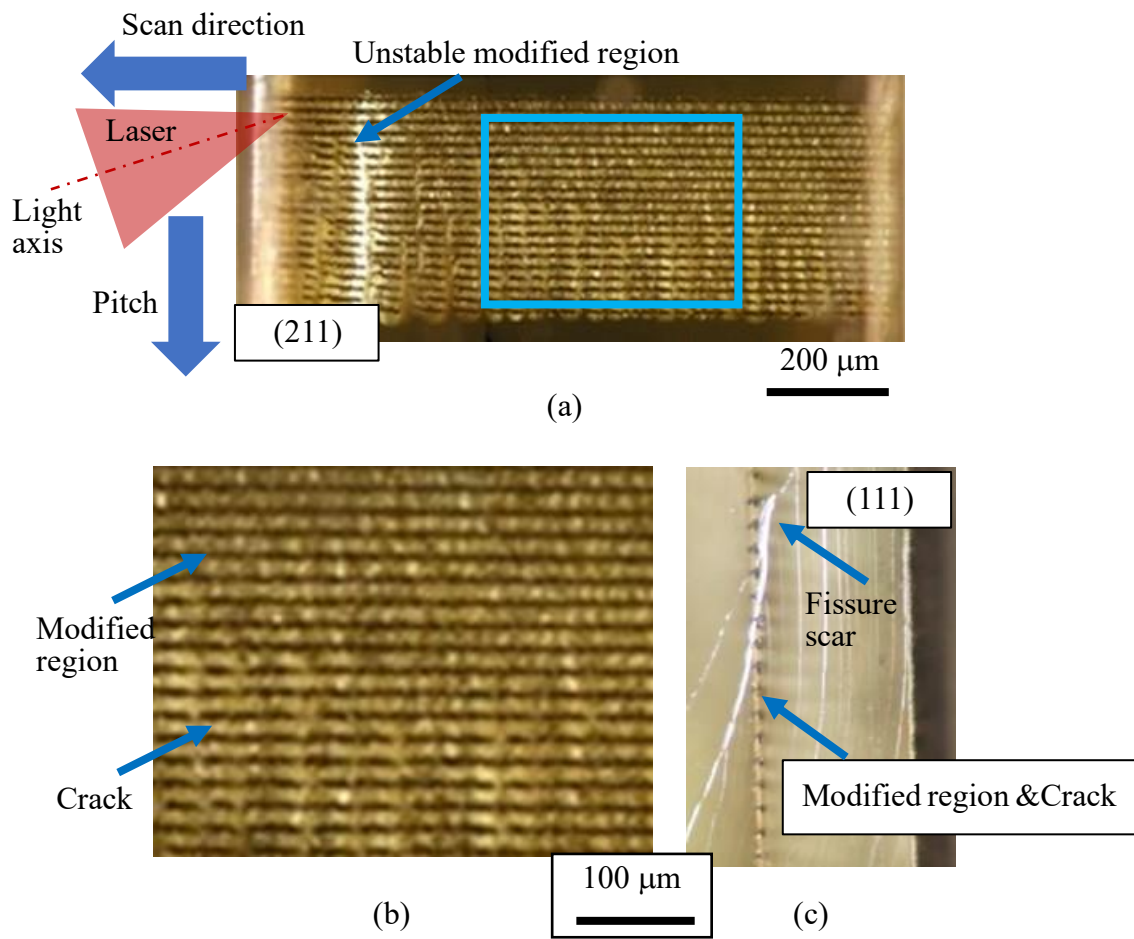 Scan direction
Unstable modified region
Laser
Light
axis
Pitch
(211)
200 μm
(a)
(111)
Fissure
scar
Modified
region
Crack
Modified region &Crack
100 μm
(b)
(c)